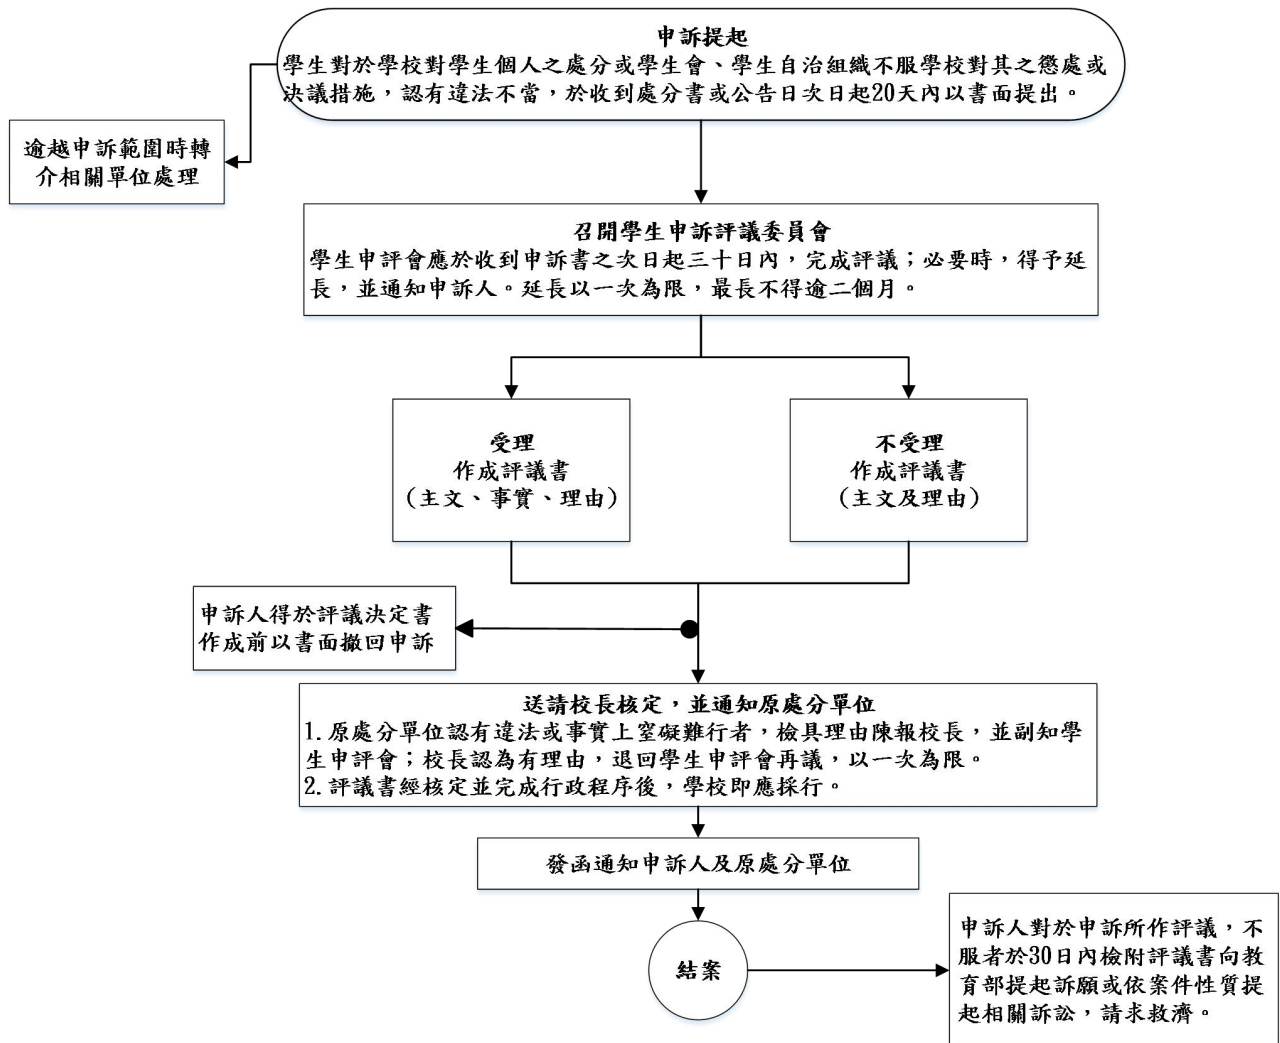 申訴提起
學生對於學校對學生個人之處分或學生會、學生自治組織不服學校對其之懲處或
決議措施，認有違法不當，於收到處分書或公告日次日起20天內以書面提出。
逾越申訴範圍時轉
介相關單位處理
召開學生申訴評議委員會
學生申評會應於收到申訴書之次日起三十日內，完成評議；必要時，得予延
長，並通知申訴人。延長以一次為限，最長不得逾二個月。
受理
作成評議書
(主文、事實、理由)
不受理
作成評議書
(主文及理由)
申訴人得於評議決定書
作成前以書面撤回申訴
送請校長核定，並通知原處分單位
1. 原處分單位認有違法或事實上窒礙難行者，檢具理由陳報校長，並副知學
生申評會；校長認為有理由，退回學生申評會再議，以一次為限。
2. 評議書經核定並完成行政程序後，學校即應採行。
發函通知申訴人及原處分單位
結案
申訴人對於申訴所作評議，不
服者於30日內檢附評議書向教
育部提起訴願或依案件性質提
起相關訴訟，請求救濟。